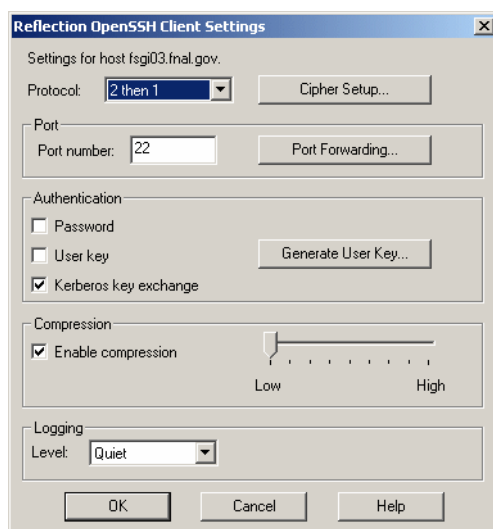 Reflection OpenSSH Client Settings
Settings for host fsgi03.fnal.gov.
Protocol: 2 then 1 Cipher Setup...
Port
Port number: 22 Port Forwarding...
Authentication
Password
User key Generate User Key...
Kerberos key exchange
Compression
Enable compression
Low High
Logging
Level: Quiet
OK Cancel Help